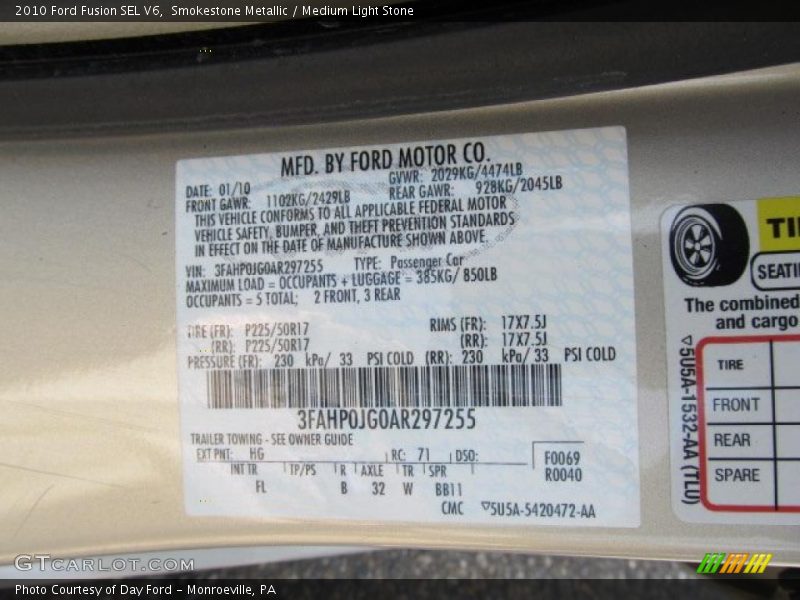 2010 Ford Fusion SEL V6, Smokestone Metallic / Medium Light Stone
MFD. BY FORD MOTOR CO.
DATE: 01/10 GVWR: 2029KG/4474LB
FRONT GAWR: 1102KG/2429LB REAR GAWR: 928KG/2045LB
THIS VEHICLE CONFORMS TO ALL APPLICABLE FEDERAL MOTOR
VEHICLE SAFETY, BUMPER, AND THEFT PREVENTION STANDARDS
IN EFFECT ON THE DATE OF MANUFACTURE SHOWN ABOVE.
VIN: 3FAHP0JG0AR297255 TYPE: Passenger Car
MAXIMUM LOAD = OCCUPANTS + LUGGAGE = 385KG/ 850LB
OCCUPANTS = 5 TOTAL; 2 FRONT, 3 REAR
TIRE (FR): P225/50R17 RIMS (FR): 17X7.5J
(RR): P225/50R17 (RR): 17X7.5J
PRESSURE (FR): 230 kPa/ 33 PSI COLD (RR): 230 kPa/ 33 PSI COLD
3FAHP0JG0AR297255
TRAILER TOWING - SEE OWNER GUIDE
EXT PNT: HG RC: 71 DSO: F0069
R0040
INT TR TP/PS R AXLE TR SPR
FL B 32 W BB11
CMC ▽5U5A-5420472-AA
TI
SEATI
The combined
and cargo
TIRE
FRONT
REAR
SPARE
▽5U5A-1532-AA (TLU)
GTCARLOT.COM
Photo Courtesy of Day Ford – Monroeville, PA